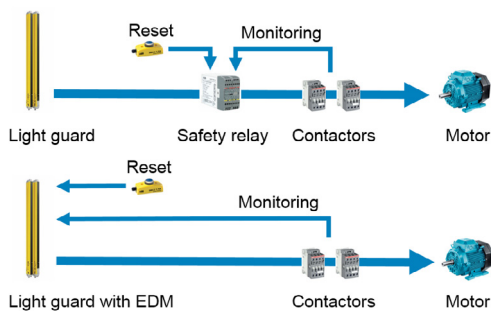 Reset
Monitoring
Light guard
Safety relay
Contactors
Motor
Reset
Monitoring
Light guard with EDM
Contactors
Motor